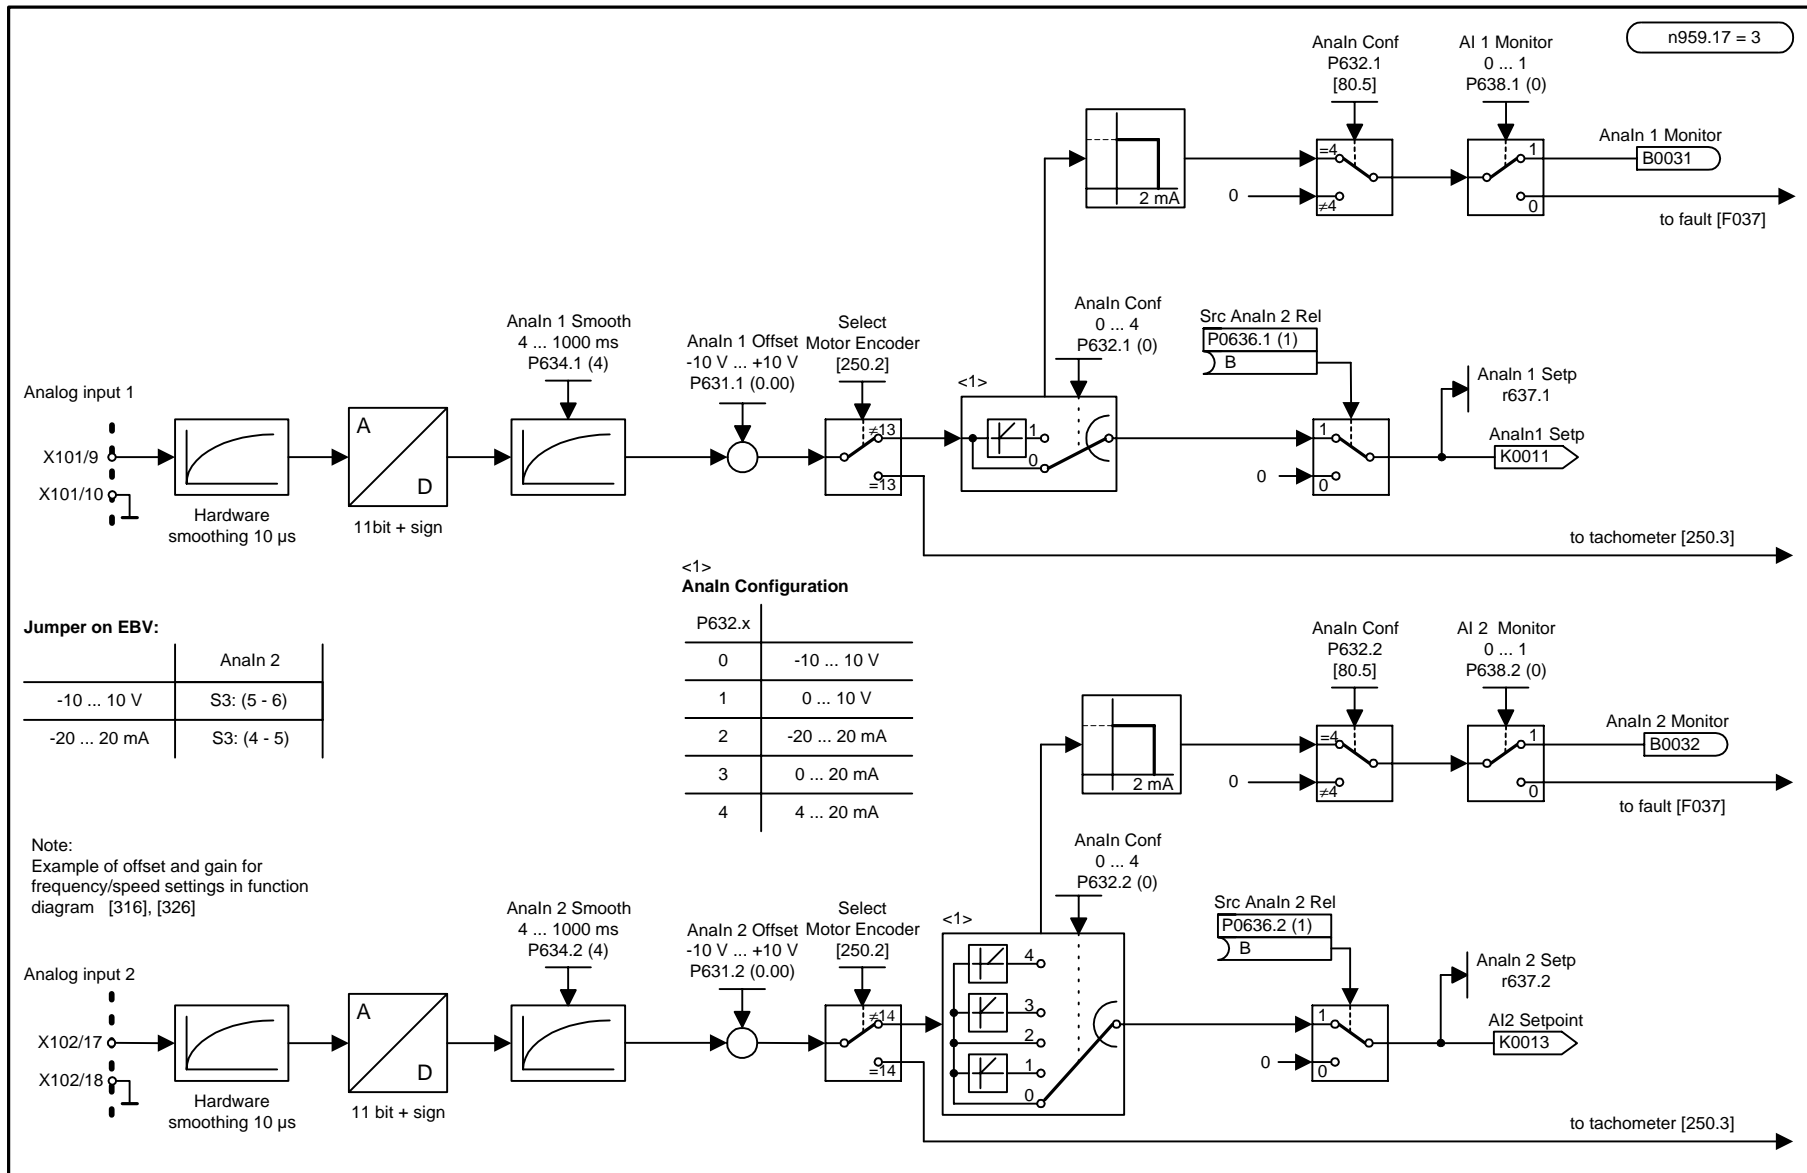 n959.17 = 3
AnaIn Conf
P632.1
[80.5]
AI 1 Monitor
0 ... 1
P638.1 (0)
2 mA
=4
≠4
0
1
0
AnaIn 1 Monitor
B0031
to fault [F037]
Analog input 1
X101/9
X101/10
Hardware
smoothing 10 µs
A
D
11bit + sign
AnaIn 1 Smooth
4 ... 1000 ms
P634.1 (4)
AnaIn 1 Offset
-10 V ... +10 V
P631.1 (0.00)
Select
Motor Encoder
[250.2]
≠13
=13
<1>
1
0
AnaIn Conf
0 ... 4
P632.1 (0)
Src AnaIn 2 Rel
P0636.1 (1)
B
1
0
0
AnaIn 1 Setp
r637.1
AnaIn1 Setp
K0011
to tachometer [250.3]
Jumper on EBV:
AnaIn 2
-10 ... 10 V S3: (5 - 6)
-20 ... 20 mA S3: (4 - 5)
<1>
AnaIn Configuration
P632.x
0 -10 ... 10 V
1 0 ... 10 V
2 -20 ... 20 mA
3 0 ... 20 mA
4 4 ... 20 mA
Note:
Example of offset and gain for
frequency/speed settings in function
diagram [316], [326]
AnaIn Conf
P632.2
[80.5]
AI 2 Monitor
0 ... 1
P638.2 (0)
2 mA
=4
≠4
0
1
0
AnaIn 2 Monitor
B0032
to fault [F037]
Analog input 2
X102/17
X102/18
Hardware
smoothing 10 µs
A
D
11 bit + sign
AnaIn 2 Smooth
4 ... 1000 ms
P634.2 (4)
AnaIn 2 Offset
-10 V ... +10 V
P631.2 (0.00)
Select
Motor Encoder
[250.2]
≠14
=14
<1>
4
3
2
1
0
AnaIn Conf
0 ... 4
P632.2 (0)
Src AnaIn 2 Rel
P0636.2 (1)
B
1
0
0
AnaIn 2 Setp
r637.2
AI2 Setpoint
K0013
to tachometer [250.3]